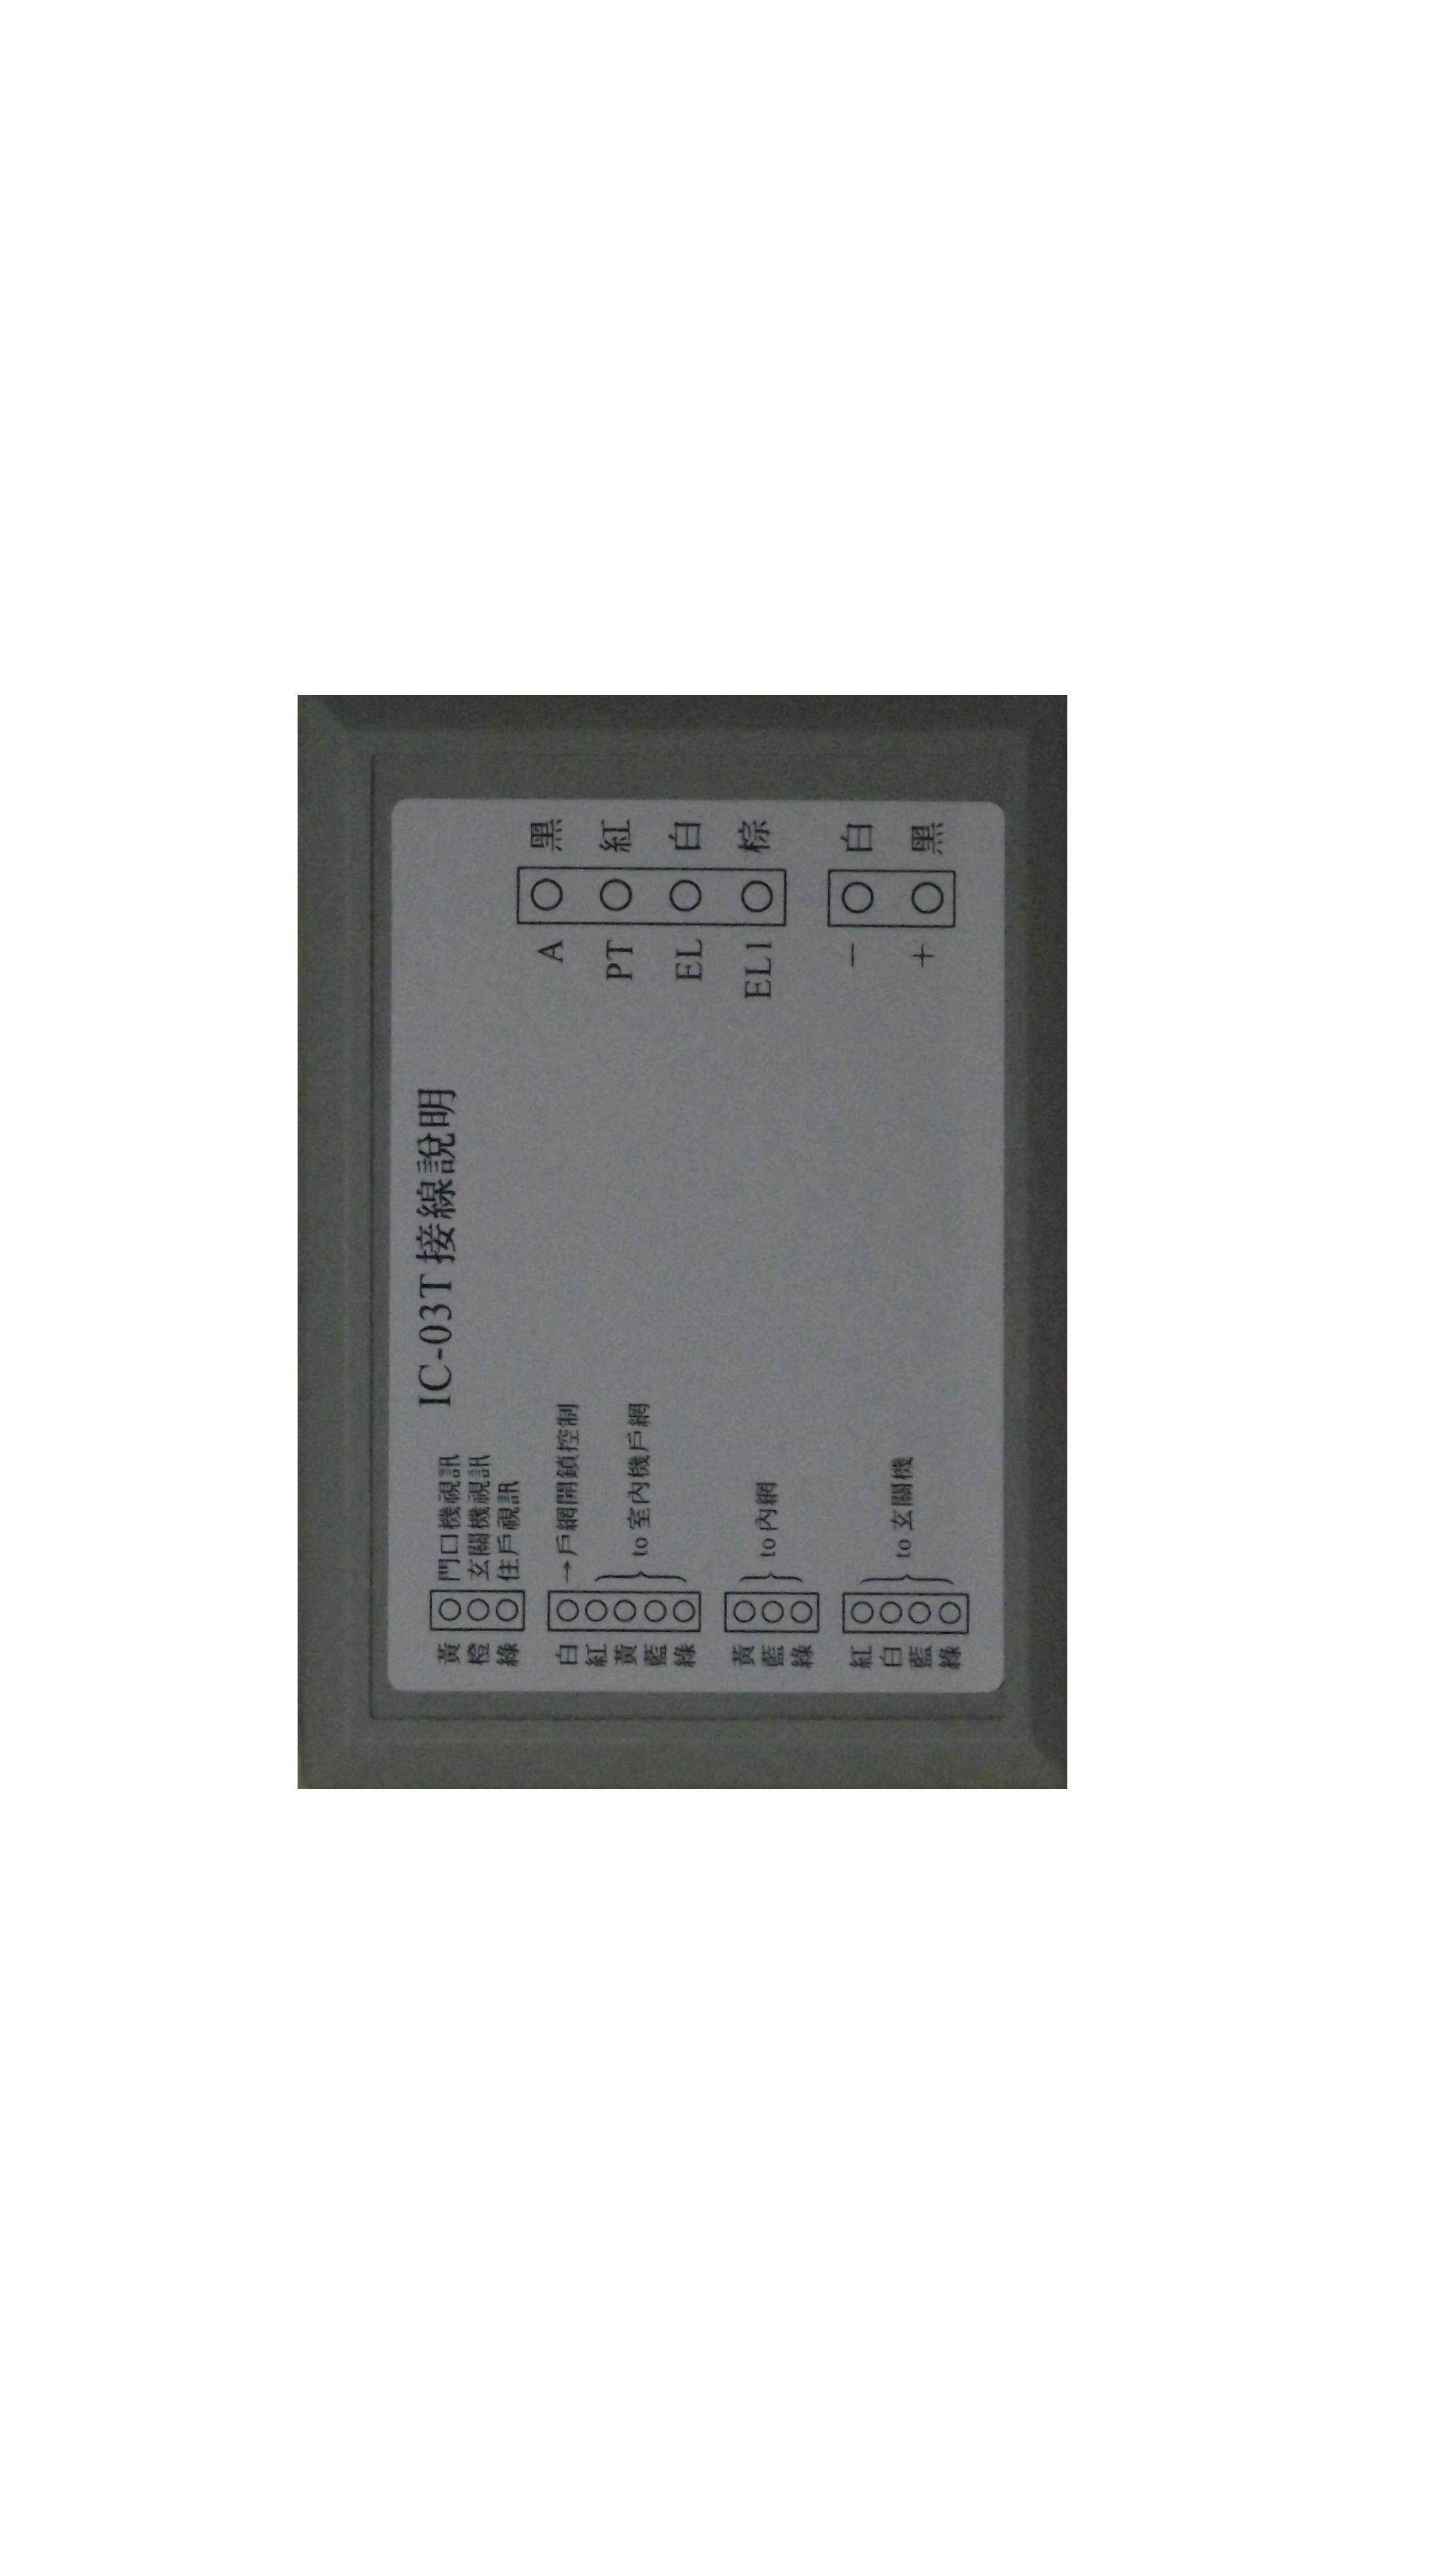 IC-03T 接線說明
黃 門口機視訊
橙 玄關機視訊
綠 住戶視訊
白 →戶網開鎖控制
紅
黃 to 室內機戶網
藍
綠
黃
藍 to 內網
綠
紅
白 to 玄關機
藍
綠
A 黑
PT 紅
EL 白
EL1 棕
− 白
+ 黑